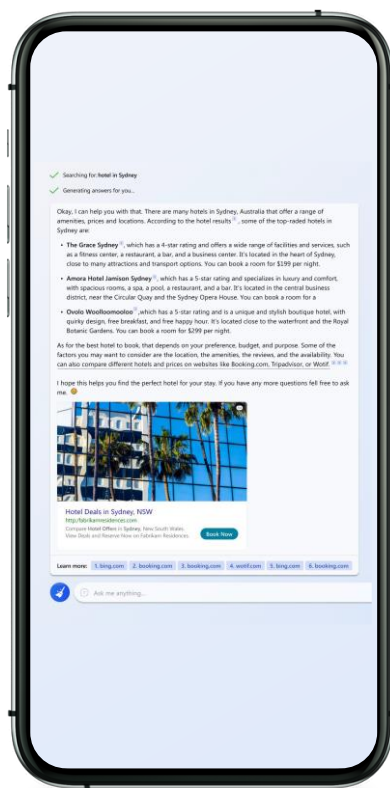 Searching for: hotel in Sydney
Generating answers for you...
Okay, I can help you with that. There are many hotels in Sydney, Australia that offer a range of
amenities, prices and locations. According to the hotel results , some of the top-raded hotels in
Sydney are:
• The Grace Sydney , which has a 4-star rating and offers a wide range of facilities and services, such
as a fitness center, a restaurant, a bar, and a business center. It's located in the heart of Sydney,
close to many attractions and transport options. You can book a room for $199 per night.
• Amora Hotel Jamison Sydney , which has a 5-star rating and specializes in luxury and comfort,
with spacious rooms, a spa, a pool, a restaurant, and a bar. It's located in the central business
district, near the Circular Quay and the Sydney Opera House. You can book a room for a
• Ovolo Woolloomooloo ,which has a 5-star rating and is a unique and stylish boutique hotel, with
quirky design, free breakfast, and free happy hour. It's located close to the waterfront and the Royal
Botanic Gardens. You can book a room for $299 per night.
As for the best hotel to book, that depends on your preference, budget, and purpose. Some of the
factors you may want to consider are the location, the amenities, the reviews, and the availability. You
can also compare different hotels and prices on websites like Booking.com, Tripadvisor, or Wotif
I hope this helps you find the perfect hotel for your stay. If you have any more questions fell free to ask
me.
Hotel Deals in Sydney, NSW
http://fabrikamresidences.com
Compare Hotel Offers in Sydney, New South Wales.
View Deals and Reserve Now on Fabrikam Residences
Book Now
Learn more: 1. bing.com 2. booking.com 3. booking.com 4. wotif.com 5. bing.com 6. booking.com
Ask me anything...